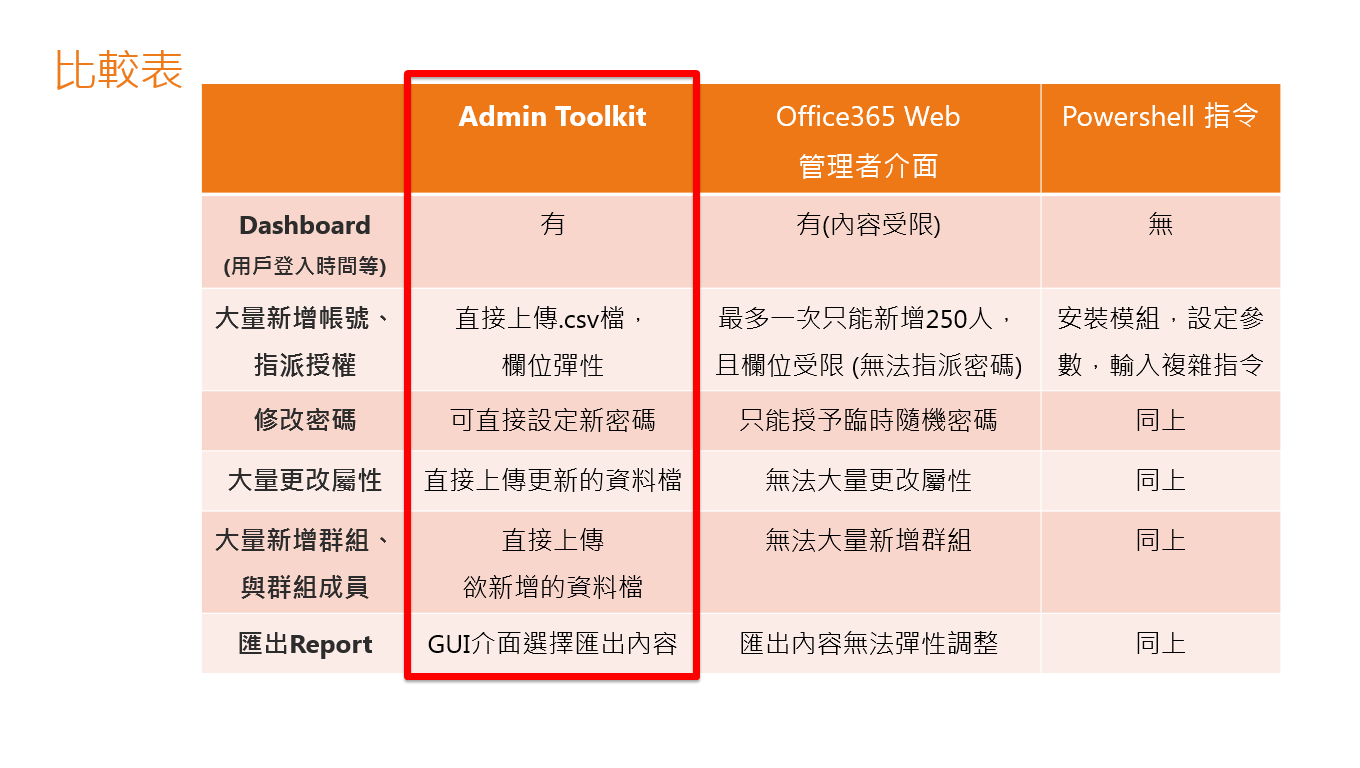 比較表
Admin Toolkit
Office365 Web
管理者介面
Powershell 指令
Dashboard
(用戶登入時間等)
有
有(內容受限)
無
大量新增帳號、
指派授權
直接上傳.csv檔，
欄位彈性
最多一次只能新增250人，
且欄位受限 (無法指派密碼)
安裝模組，設定參
數，輸入複雜指令
修改密碼
可直接設定新密碼
只能授予臨時隨機密碼
同上
大量更改屬性
直接上傳更新的資料檔
無法大量更改屬性
同上
大量新增群組、
與群組成員
直接上傳
欲新增的資料檔
無法大量新增群組
同上
匯出Report
GUI介面選擇匯出內容
匯出內容無法彈性調整
同上